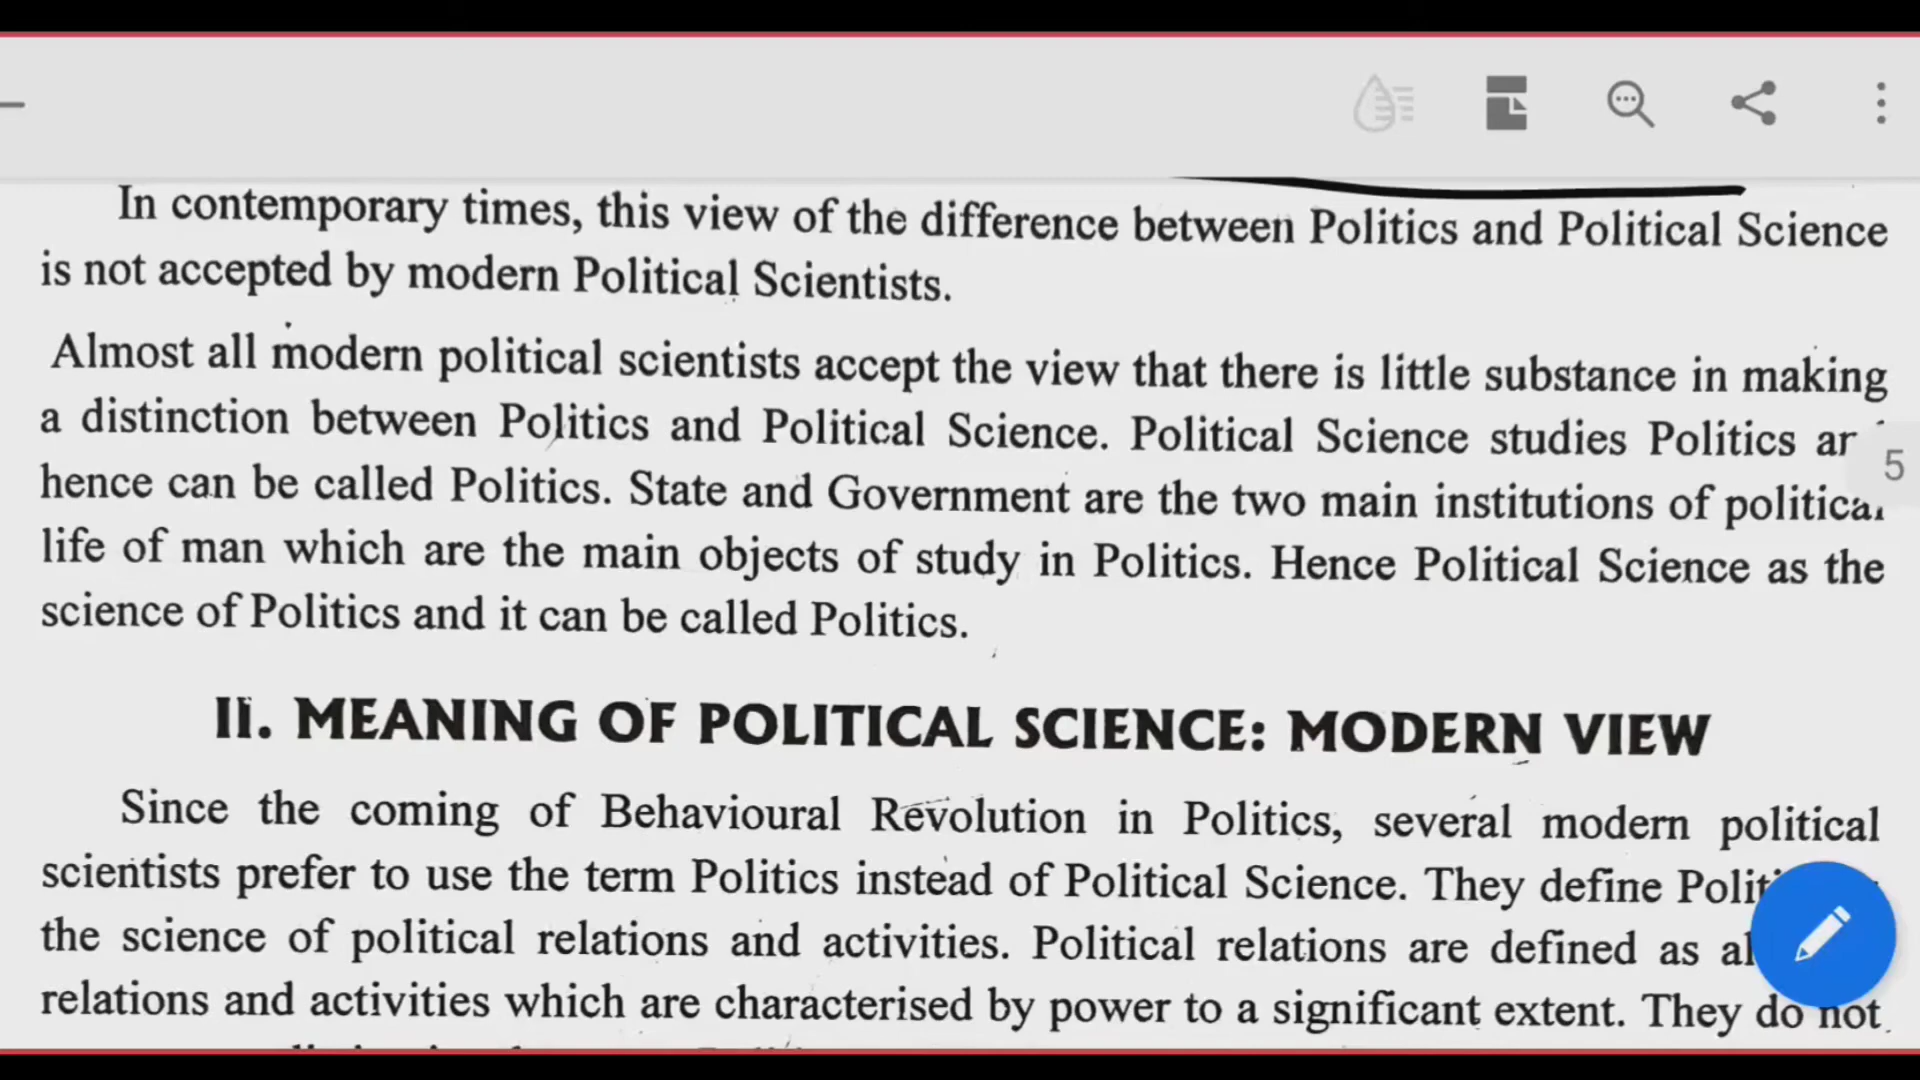 In contemporary times, this view of the difference between Politics and Political Science
is not accepted by modern Political Scientists.
Almost all modern political scientists accept the view that there is little substance in making
a distinction between Politics and Political Science. Political Science studies Politics
5
hence can be called Politics. State and Government are the two main institutions of political
life of man which are the main objects of study in Politics. Hence Political Science as the
science of Politics and it can be called Politics.
II. MEANING OF POLITICAL SCIENCE: MODERN VIEW
Since the coming of Behavioural Revolution in Politics, several modern political
scientists prefer to use the term Politics instead of Political Science. They define
the science of political relations and activities. Political relations are defined as
relations and activities which are characterised by power to a significant extent. They do not